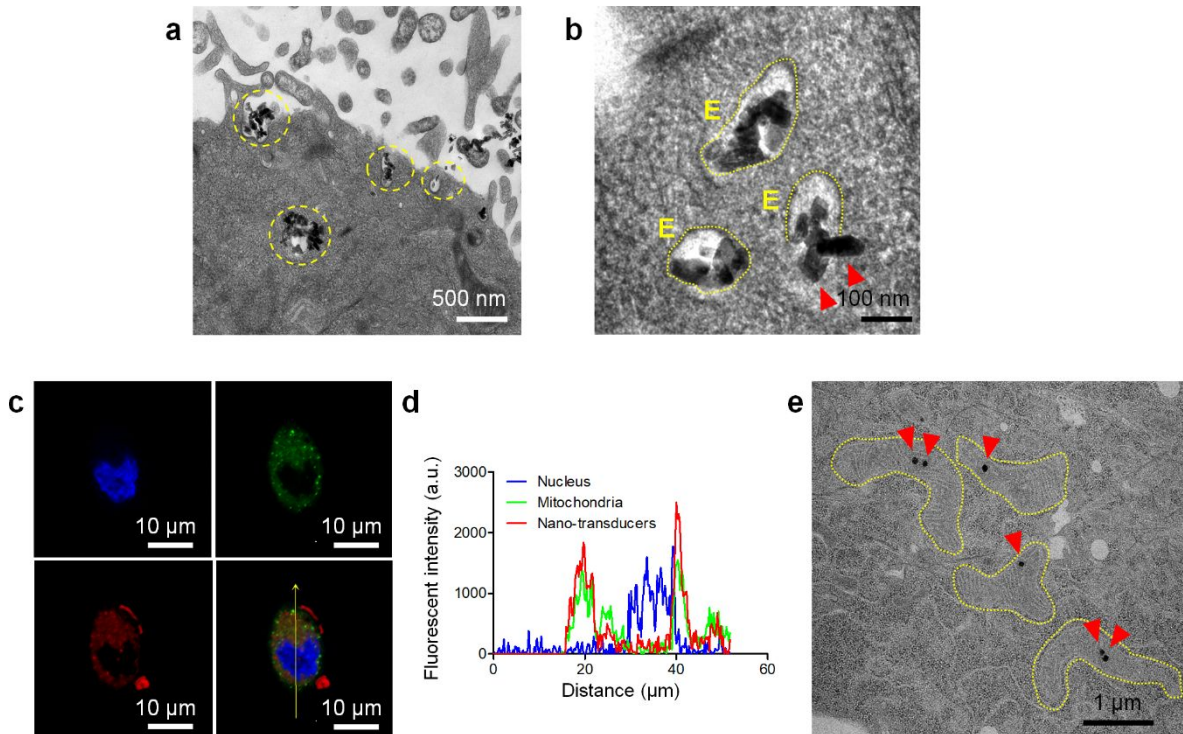 a
500 nm
b
E
E
E
100 nm
c
10 μm
10 μm
10 μm
10 μm
d
Fluorescent intensity (a.u.)
3000
2000
1000
0
Nucleus
Mitochondria
Nano-transducers
0
20
40
60
Distance (μm)
e
1 μm